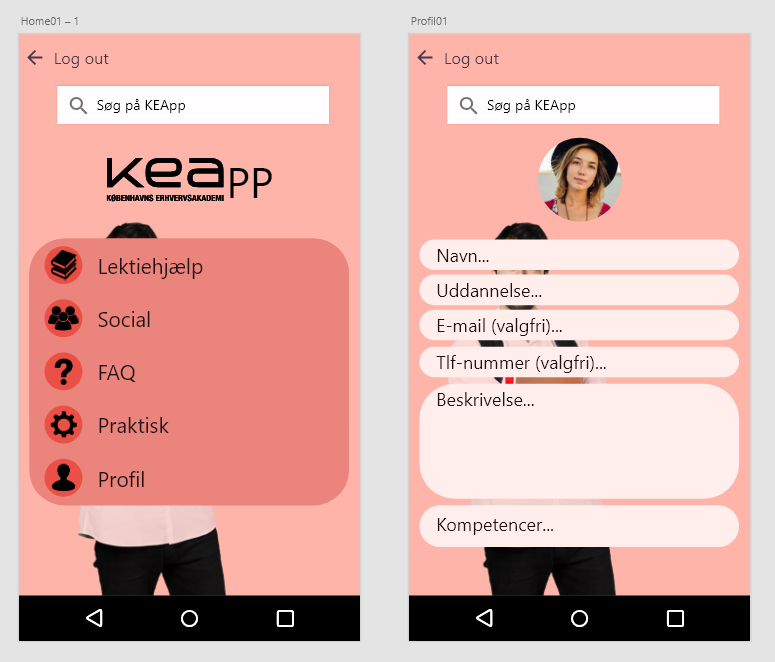 Home01 – 1
Log out
Søg på KEApp
keapp
KØBENHAVNS ERHVERVSAKADEMI
Lektiehjælp
Social
FAQ
Praktisk
Profil
Profil01
Log out
Søg på KEApp
Navn...
Uddannelse...
E-mail (valgfri)...
Tlf-nummer (valgfri)...
Beskrivelse...
Kompetencer...